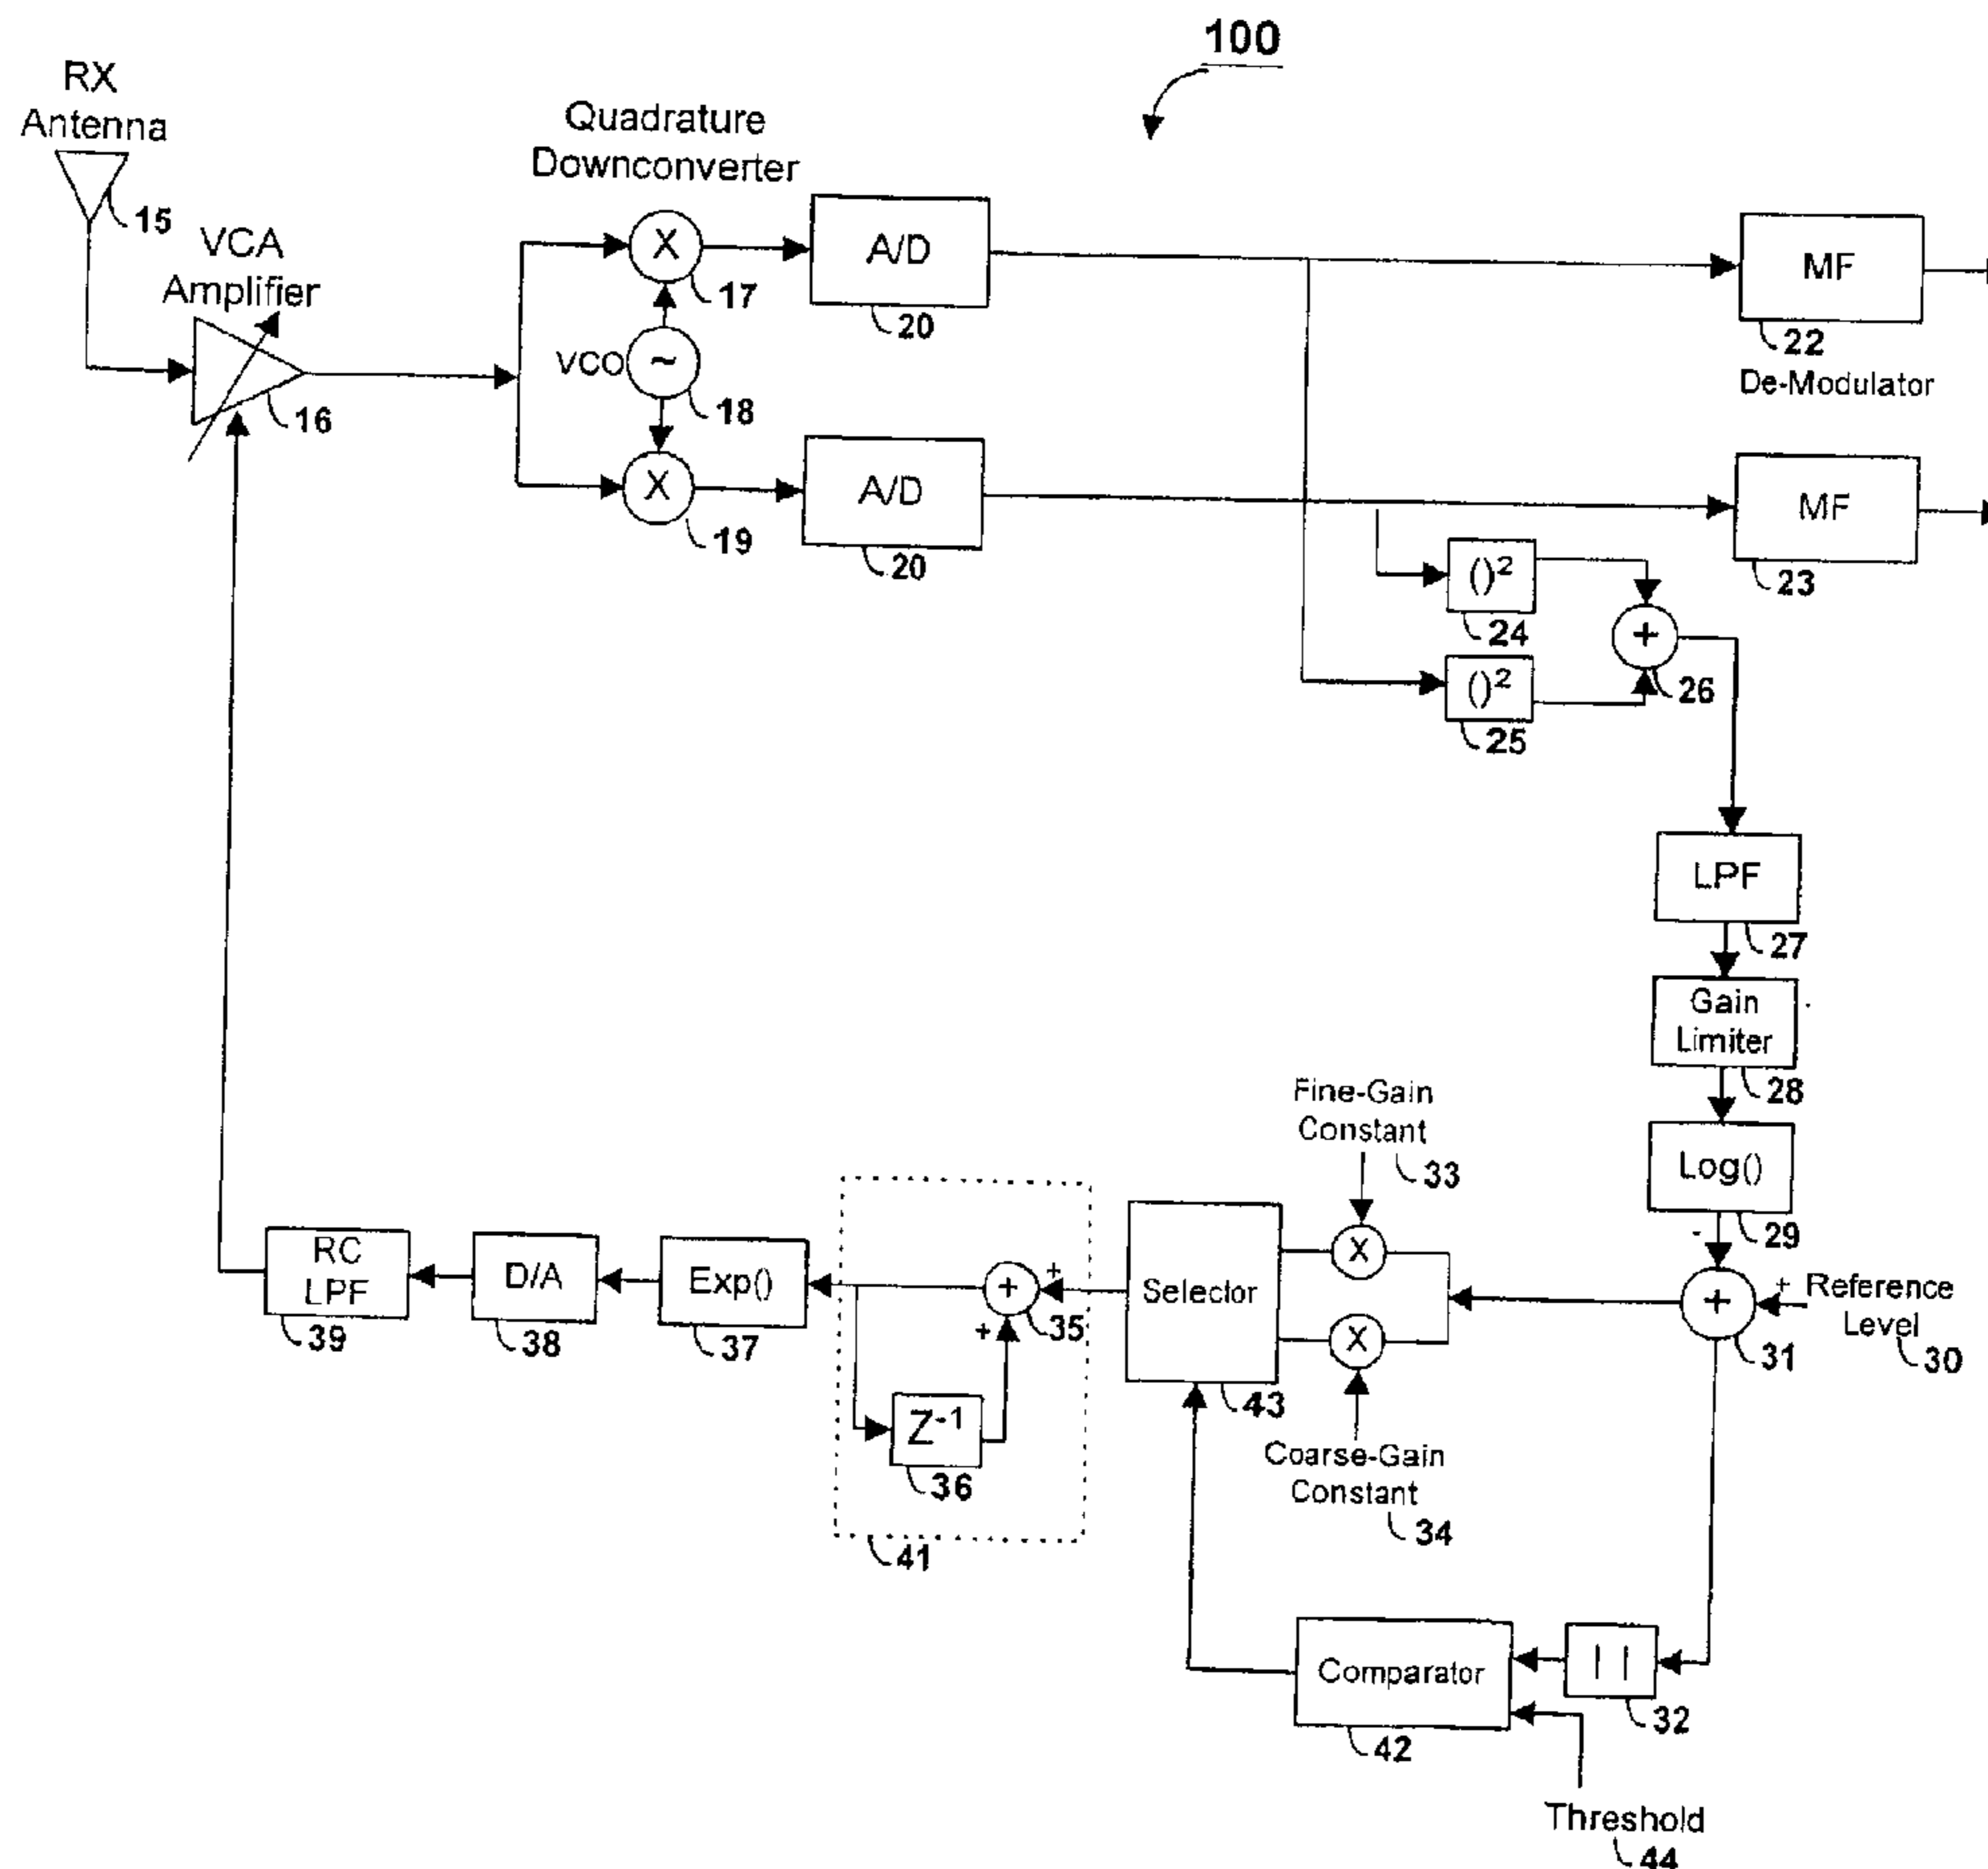 100
RX
Antenna
15
VCA
Amplifier
16
Quadrature
Downconverter
X
17
VCO
~
18
X
19
A/D
20
A/D
20
MF
22
De-Modulator
MF
23
()²
24
()²
25
+
26
LPF
27
Gain
Limiter
28
Log()
29
-
+
31
+
Reference
Level
30
Fine-Gain
Constant
33
X
X
Coarse-Gain
Constant
34
Selector
43
+
+
35
+
Z⁻¹
36
41
Exp()
37
D/A
38
RC
LPF
39
| |
32
Comparator
42
Threshold
44